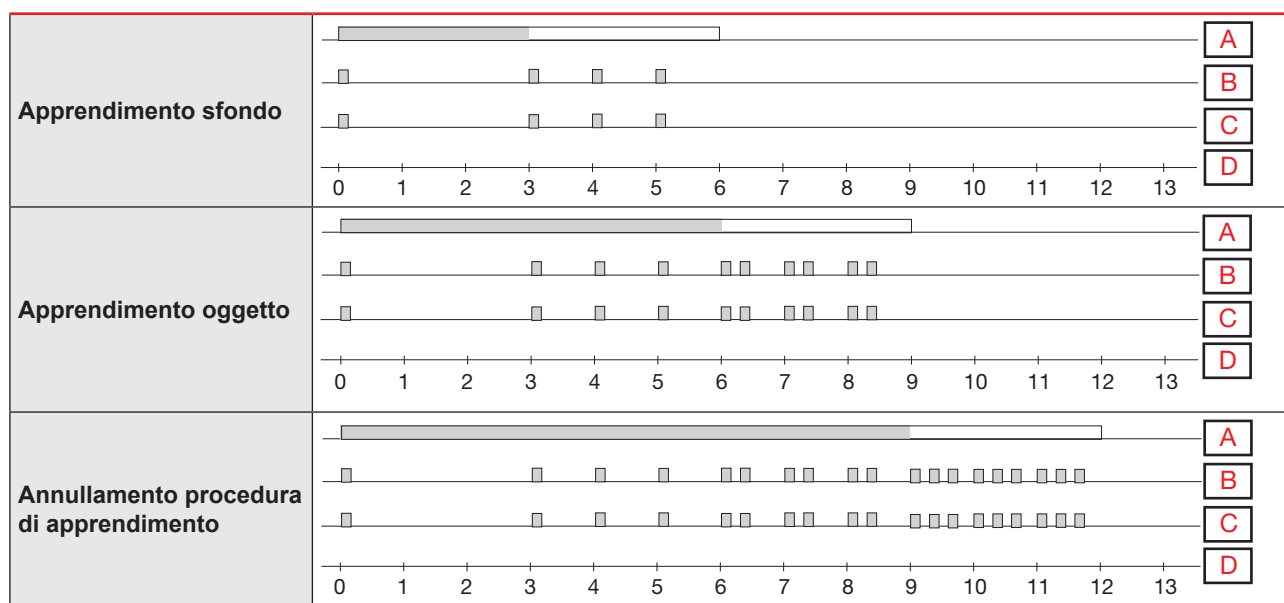 A
B
Apprendimento sfondo
C
D
0 1 2 3 4 5 6 7 8 9 10 11 12 13
A
B
Apprendimento oggetto
C
D
0 1 2 3 4 5 6 7 8 9 10 11 12 13
A
B
Annullamento procedura
di apprendimento
C
D
0 1 2 3 4 5 6 7 8 9 10 11 12 13